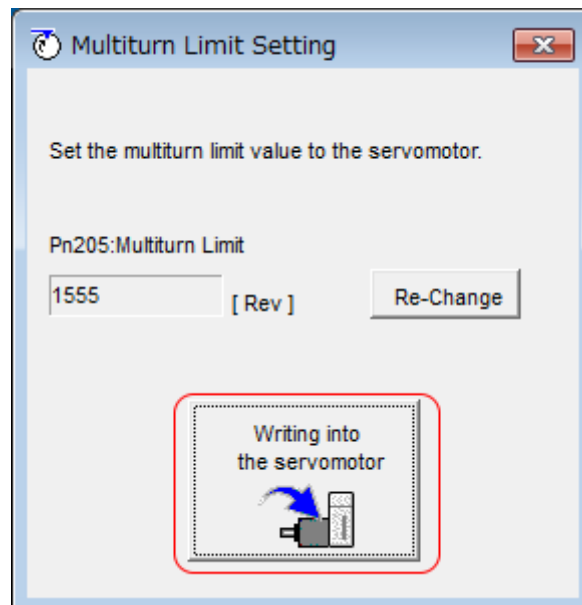 Multiturn Limit Setting
Set the multiturn limit value to the servomotor.
Pn205:Multiturn Limit
1555 [ Rev ] Re-Change
Writing into
the servomotor